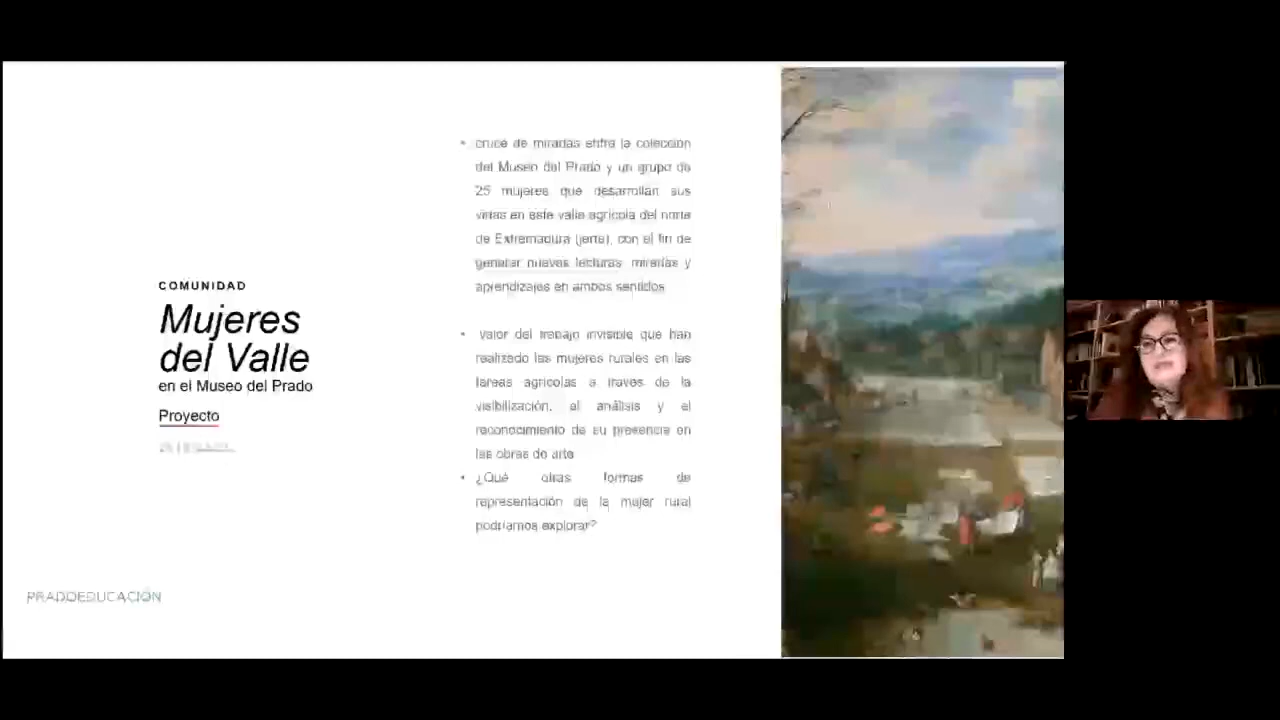 COMUNIDAD
Mujeres
del Valle
en el Museo del Prado
Proyecto
• cruce de miradas entre la colección
del Museo del Prado y un grupo de
25 mujeres que desarrollan sus
vidas en este valle agrícola del norte
de Extremadura (jerte), con el fin de
generar nuevas lecturas, miradas y
aprendizajes en ambos sentidos
• Valor del trabajo invisible que han
realizado las mujeres rurales en las
tareas agrícolas a través de la
visibilización, el análisis y el
reconocimiento de su presencia en
las obras de arte
• ¿Qué otras formas de
representación de la mujer rural
podríamos explorar?
PRADOEDUCACIÓN